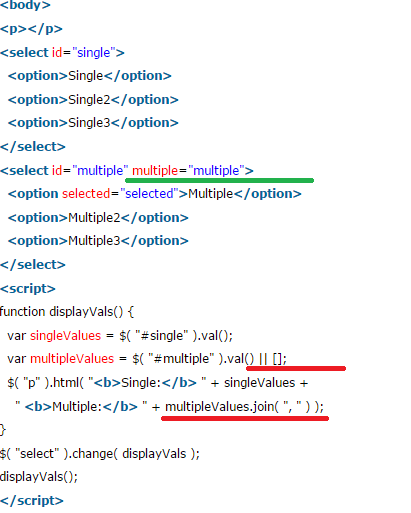 <body>
<p></p>
<select id="single">
<option>Single</option>
<option>Single2</option>
<option>Single3</option>
</select>
<select id="multiple" multiple="multiple">
<option selected="selected">Multiple</option>
<option>Multiple2</option>
<option>Multiple3</option>
</select>
<script>
function displayVals() {
var singleValues = $( "#single" ).val();
var multipleValues = $( "#multiple" ).val() || [];
$( "p" ).html( "<b>Single:</b> " + singleValues +
" <b>Multiple:</b> " + multipleValues.join( ", " ) );
}
$( "select" ).change( displayVals );
displayVals();
</script>